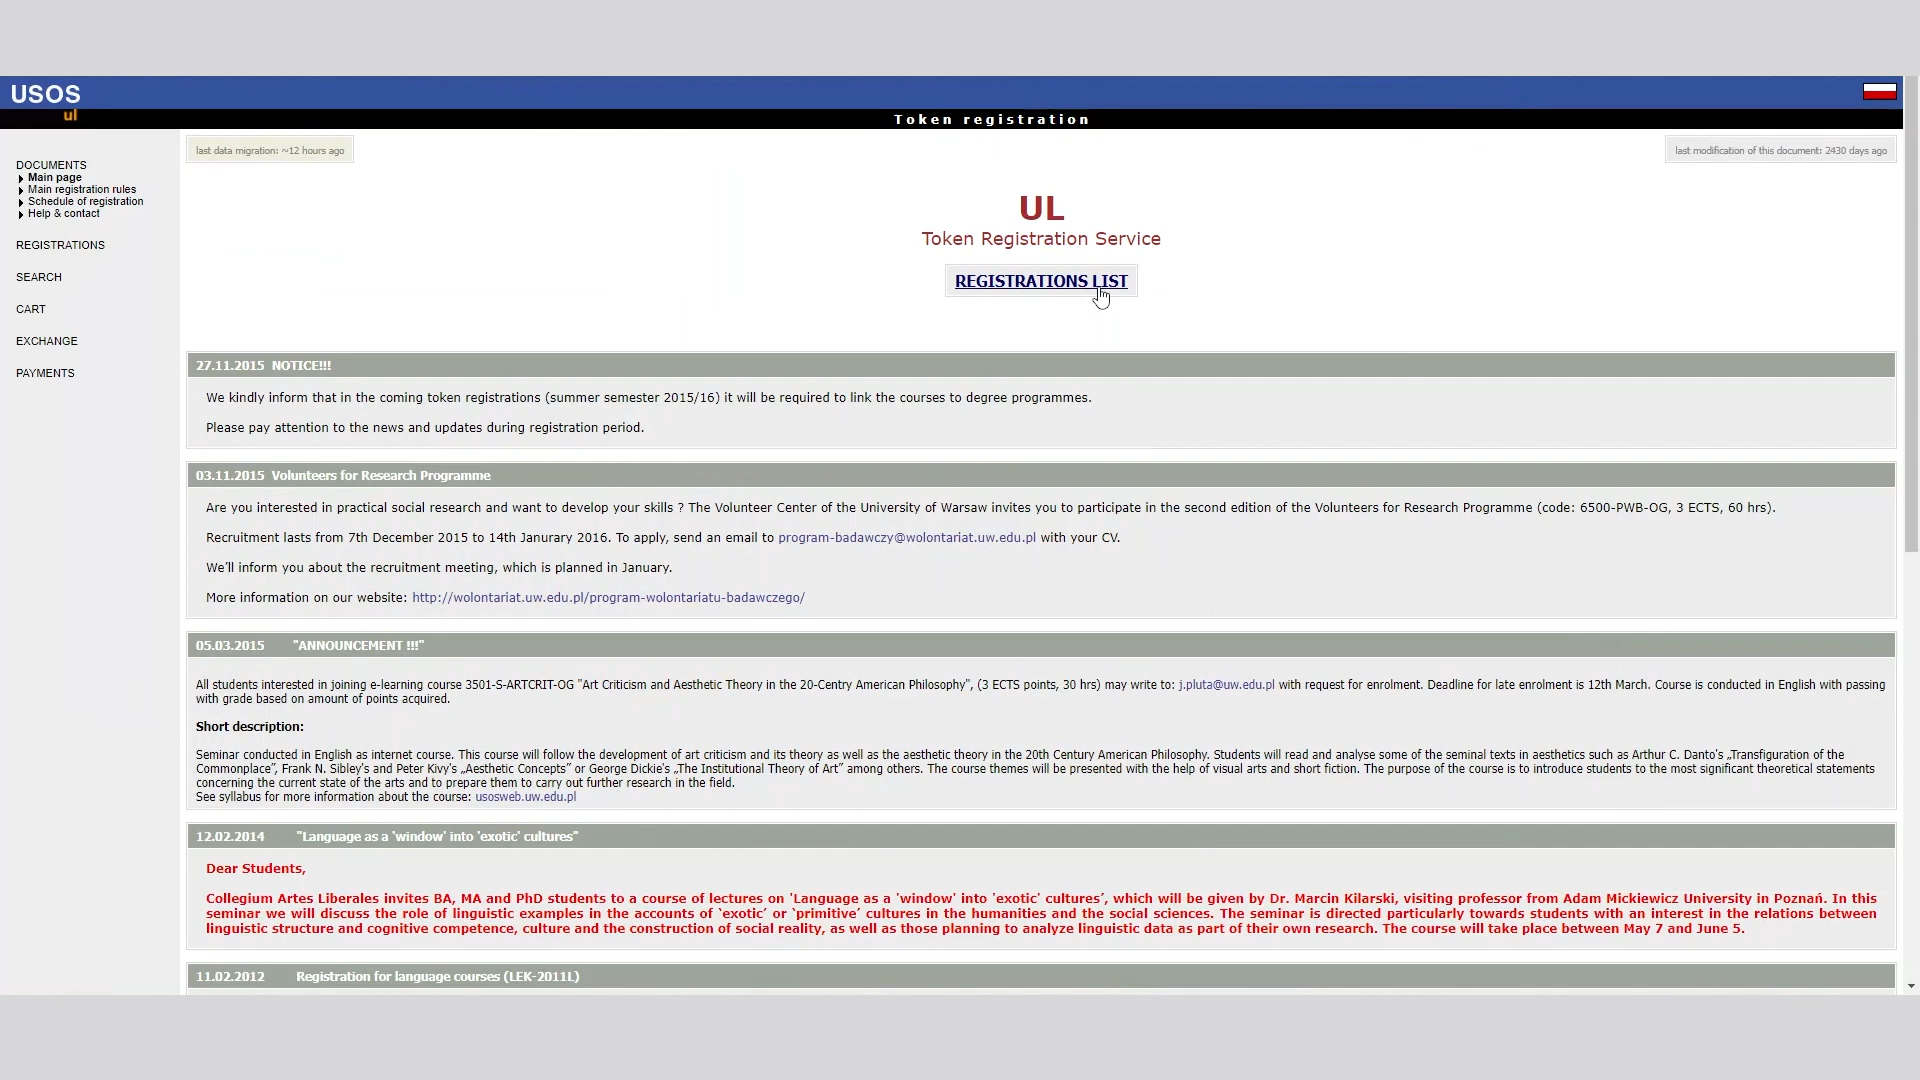 USOS
ul
Token registration
last data migration: ~12 hours ago
last modification of this document: 2430 days ago
DOCUMENTS
Main page
Main registration rules
Schedule of registration
Help & contact
REGISTRATIONS
SEARCH
CART
EXCHANGE
PAYMENTS
UL
Token Registration Service
REGISTRATIONS LIST
27.11.2015 NOTICE!!!
We kindly inform that in the coming token registrations (summer semester 2015/16) it will be required to link the courses to degree programmes.
Please pay attention to the news and updates during registration period.
03.11.2015 Volunteers for Research Programme
Are you interested in practical social research and want to develop your skills ? The Volunteer Center of the University of Warsaw invites you to participate in the second edition of the Volunteers for Research Programme (code: 6500-PWB-OG, 3 ECTS, 60 hrs).
Recruitment lasts from 7th December 2015 to 14th Janurary 2016. To apply, send an email to program-badawczy@wolontariat.uw.edu.pl with your CV.
We'll inform you about the recruitment meeting, which is planned in January.
More information on our website: http://wolontariat.uw.edu.pl/program-wolontariatu-badawczego/
05.03.2015 "ANNOUNCEMENT !!!"
All students interested in joining e-learning course 3501-S-ARTCRIT-OG "Art Criticism and Aesthetic Theory in the 20-Centry American Philosophy", (3 ECTS points, 30 hrs) may write to: j.pluta@uw.edu.pl with request for enrolment. Deadline for late enrolment is 12th March. Course is conducted in English with passing
with grade based on amount of points acquired.
Short description:
Seminar conducted in English as internet course. This course will follow the development of art criticism and its theory as well as the aesthetic theory in the 20th Century American Philosophy. Students will read and analyse some of the seminal texts in aesthetics such as Arthur C. Danto's „Transfiguration of the
Commonplace”, Frank N. Sibley's and Peter Kivy's „Aesthetic Concepts” or George Dickie's „The Institutional Theory of Art” among others. The course themes will be presented with the help of visual arts and short fiction. The purpose of the course is to introduce students to the most significant theoretical statements
concerning the current state of the arts and to prepare them to carry out further research in the field.
See syllabus for more information about the course: usosweb.uw.edu.pl
12.02.2014 "Language as a 'window' into 'exotic' cultures"
Dear Students,
Collegium Artes Liberales invites BA, MA and PhD students to a course of lectures on 'Language as a 'window' into 'exotic' cultures’, which will be given by Dr. Marcin Kilarski, visiting professor from Adam Mickiewicz University in Poznań. In this
seminar we will discuss the role of linguistic examples in the accounts of ‘exotic’ or ‘primitive’ cultures in the humanities and the social sciences. The seminar is directed particularly towards students with an interest in the relations between
linguistic structure and cognitive competence, culture and the construction of social reality, as well as those planning to analyze linguistic data as part of their own research. The course will take place between May 7 and June 5.
11.02.2012 Registration for language courses (LEK-2011L)